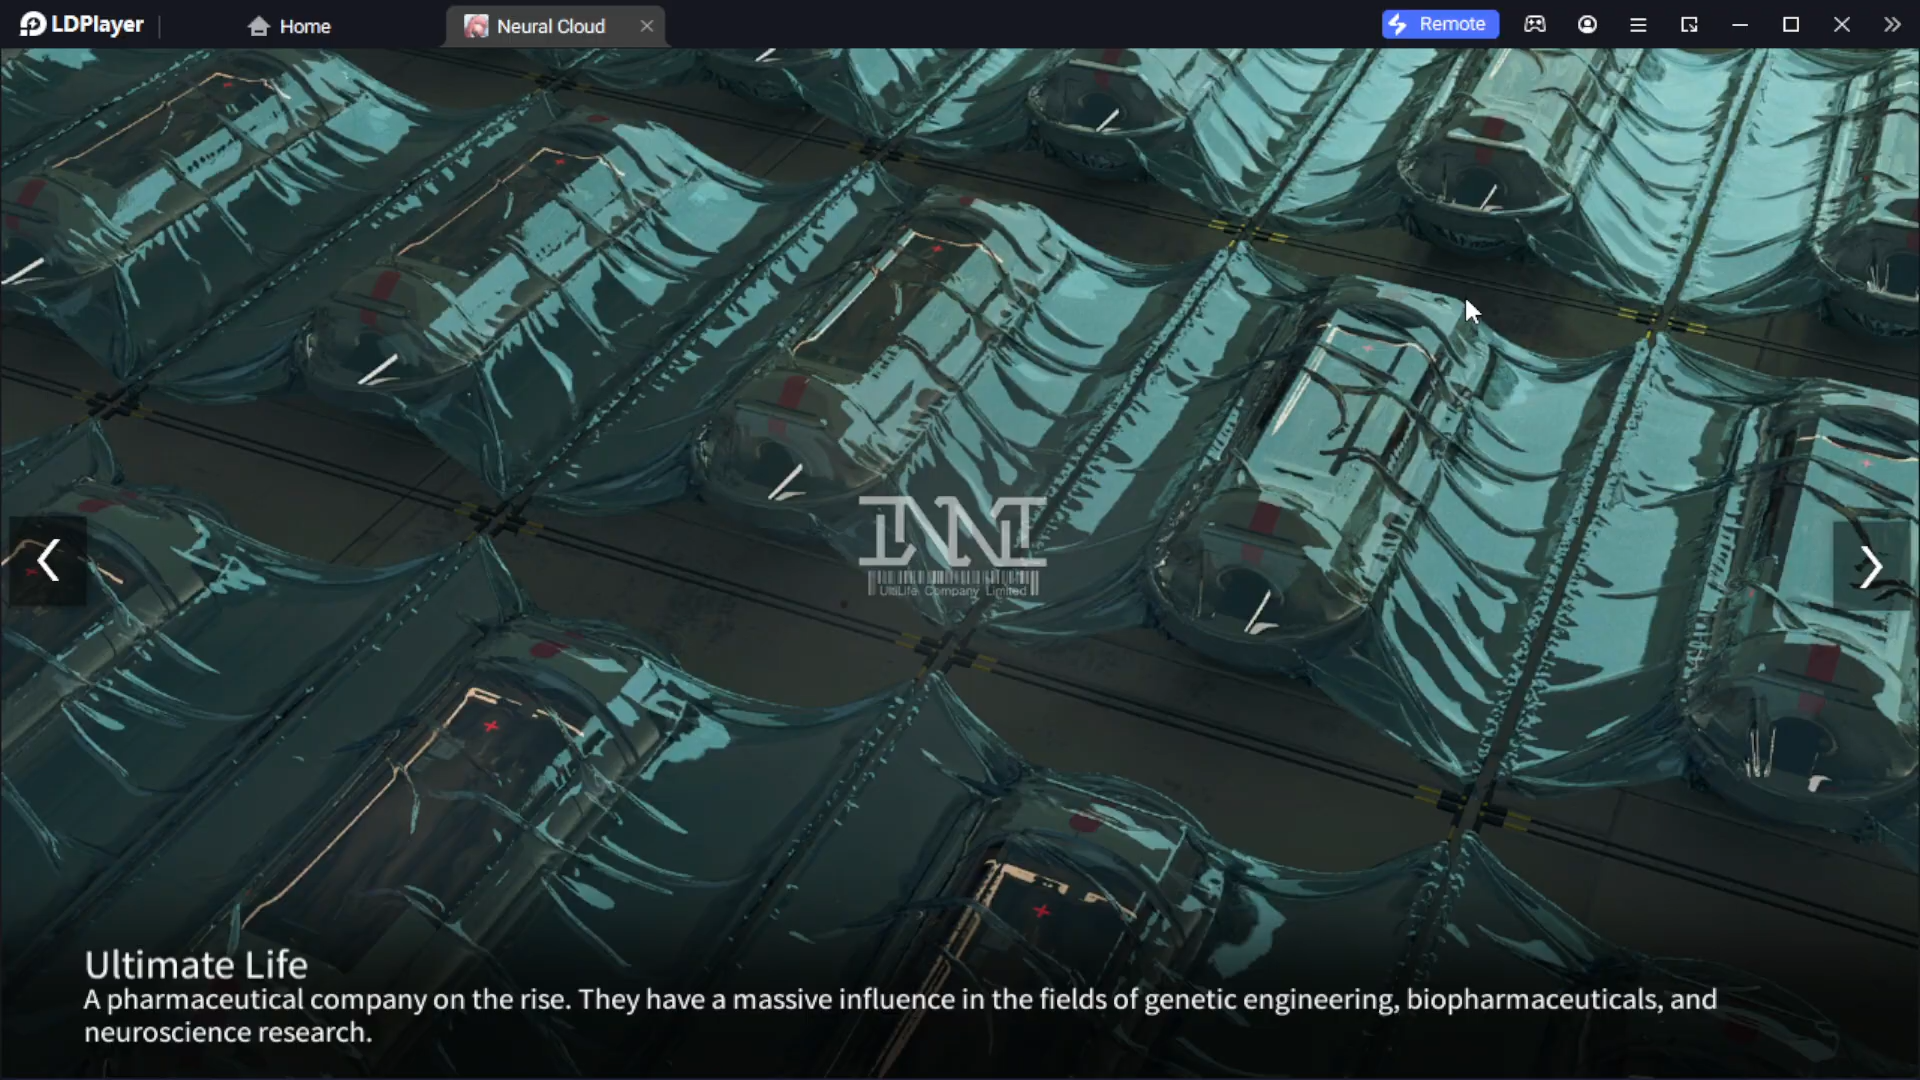 LDPlayer
Home
Neural Cloud
Remote
UltiLife Company Limited
Ultimate Life
A pharmaceutical company on the rise. They have a massive influence in the fields of genetic engineering, biopharmaceuticals, and
neuroscience research.